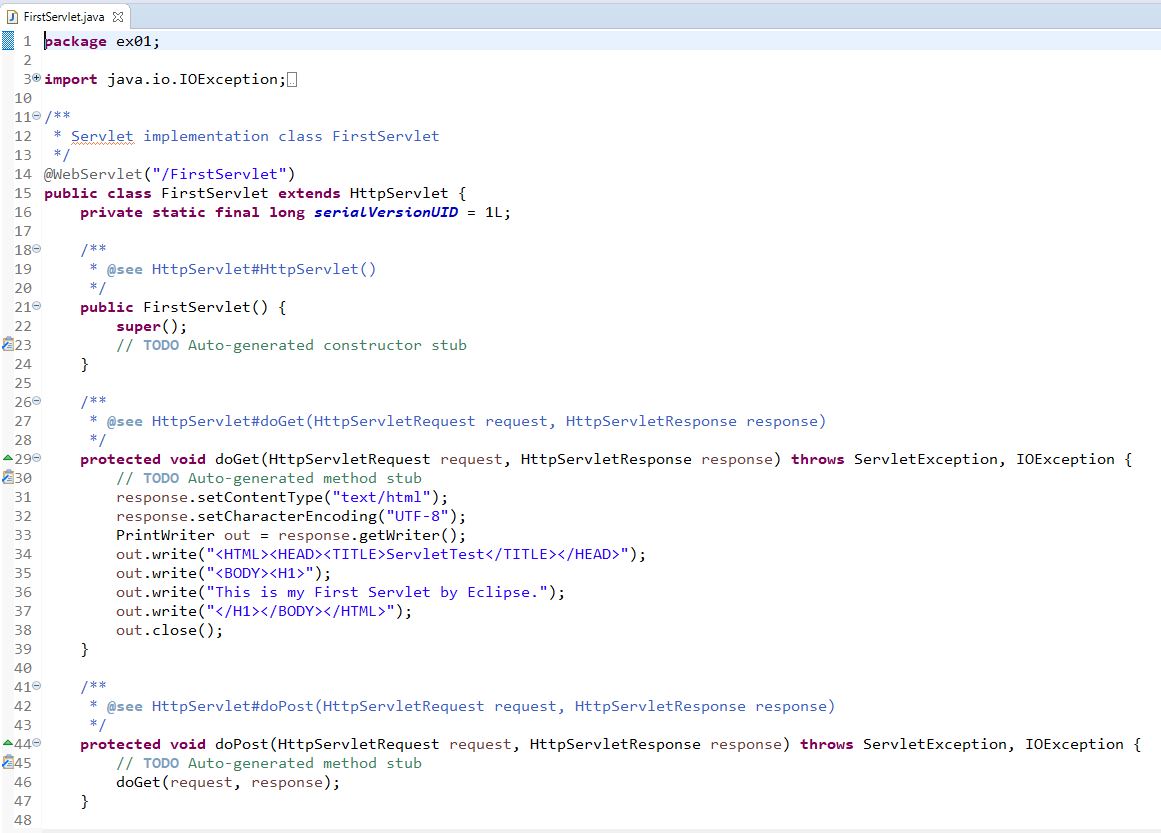 FirstServlet.java
1 package ex01;
2
3 import java.io.IOException;
10
11 /**
12  * Servlet implementation class FirstServlet
13  */
14 @WebServlet("/FirstServlet")
15 public class FirstServlet extends HttpServlet {
16     private static final long serialVersionUID = 1L;
17
18     /**
19      * @see HttpServlet#HttpServlet()
20      */
21     public FirstServlet() {
22         super();
23         // TODO Auto-generated constructor stub
24     }
25
26     /**
27      * @see HttpServlet#doGet(HttpServletRequest request, HttpServletResponse response)
28      */
29     protected void doGet(HttpServletRequest request, HttpServletResponse response) throws ServletException, IOException {
30         // TODO Auto-generated method stub
31         response.setContentType("text/html");
32         response.setCharacterEncoding("UTF-8");
33         PrintWriter out = response.getWriter();
34         out.write("<HTML><HEAD><TITLE>ServletTest</TITLE></HEAD>");
35         out.write("<BODY><H1>");
36         out.write("This is my First Servlet by Eclipse.");
37         out.write("</H1></BODY></HTML>");
38         out.close();
39     }
40
41     /**
42      * @see HttpServlet#doPost(HttpServletRequest request, HttpServletResponse response)
43      */
44     protected void doPost(HttpServletRequest request, HttpServletResponse response) throws ServletException, IOException {
45         // TODO Auto-generated method stub
46         doGet(request, response);
47     }
48